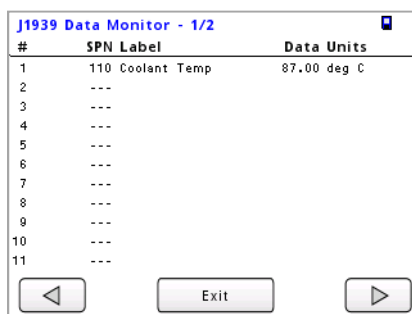 J1939 Data Monitor - 1/2
# SPN Label Data Units
1 110 Coolant Temp 87.00 deg C
2 ---
3 ---
4 ---
5 ---
6 ---
7 ---
8 ---
9 ---
10 ---
11 ---
Exit